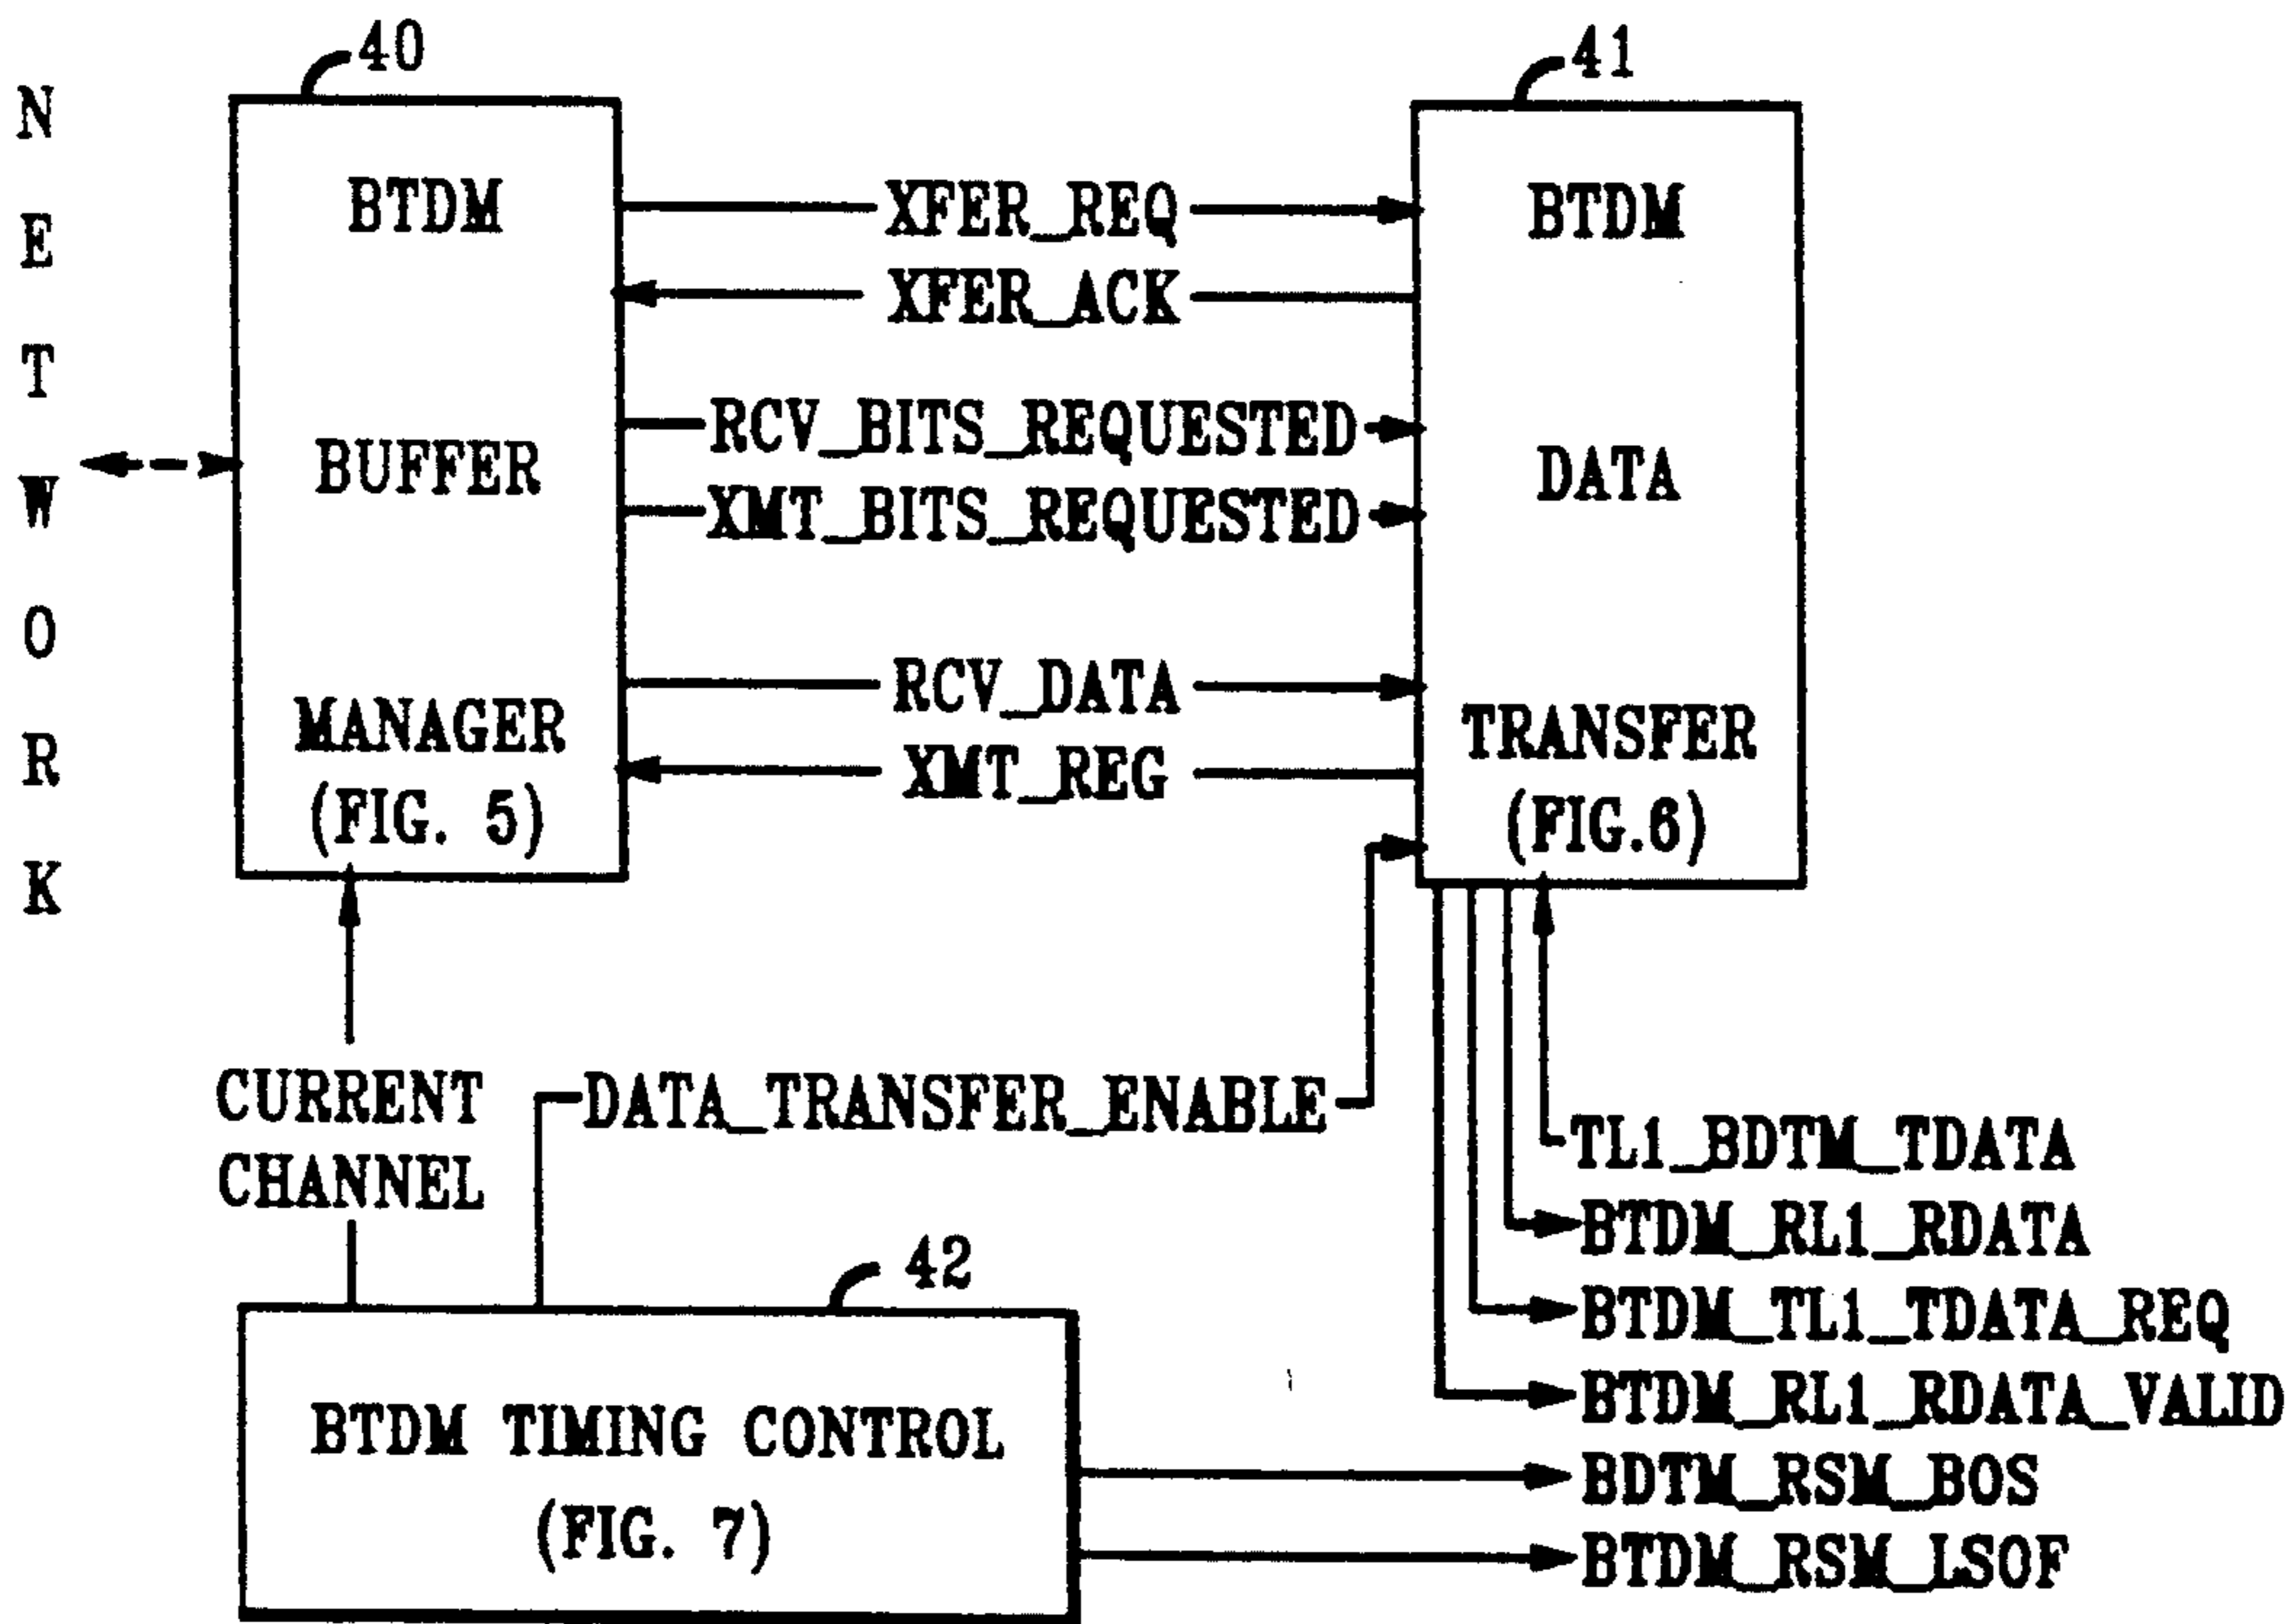 40
41
NETWORK
BTDM
BUFFER
MANAGER
(FIG. 5)
XFER_REQ
XFER_ACK
RCV_BITS_REQUESTED
XMT_BITS_REQUESTED
RCV_DATA
XMT_REG
BTDM
DATA
TRANSFER
(FIG.6)
CURRENT
CHANNEL
DATA_TRANSFER_ENABLE
TL1_BDTM_TDATA
BTDM_RL1_RDATA
BTDM_TL1_TDATA_REQ
BTDM_RL1_RDATA_VALID
BDTM_RSM_BOS
BTDM_RSM_LSOF
42
BTDM TIMING CONTROL
(FIG. 7)